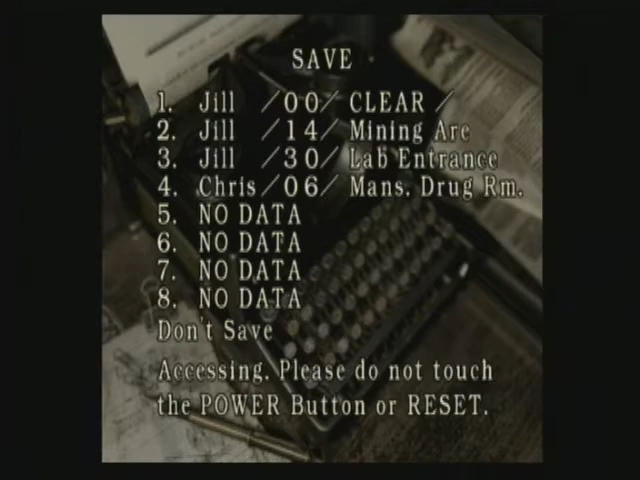 SAVE
1. Jill /00/ CLEAR /
2. Jill /14/ Mining Are
3. Jill /30/ Lab Entrance
4. Chris/06/ Mans. Drug Rm.
5. NO DATA
6. NO DATA
7. NO DATA
8. NO DATA
Don't Save
Accessing. Please do not touch
the POWER Button or RESET.